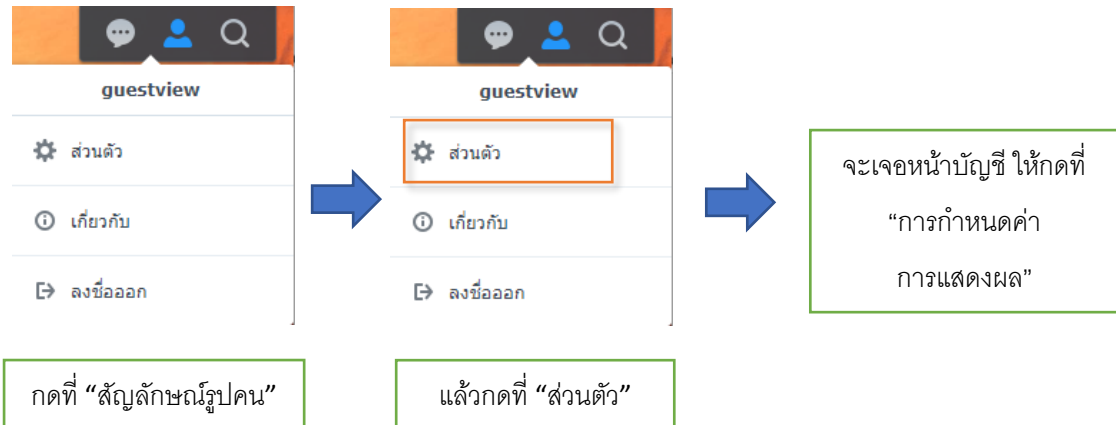 guestview
ส่วนตัว
เกี่ยวกับ
ลงชื่อออก
กดที่ “สัญลักษณ์รูปคน”
guestview
ส่วนตัว
เกี่ยวกับ
ลงชื่อออก
แล้วกดที่ “ส่วนตัว”
จะเจอหน้าบัญชี ให้กดที่
“การกำหนดค่า
การแสดงผล”